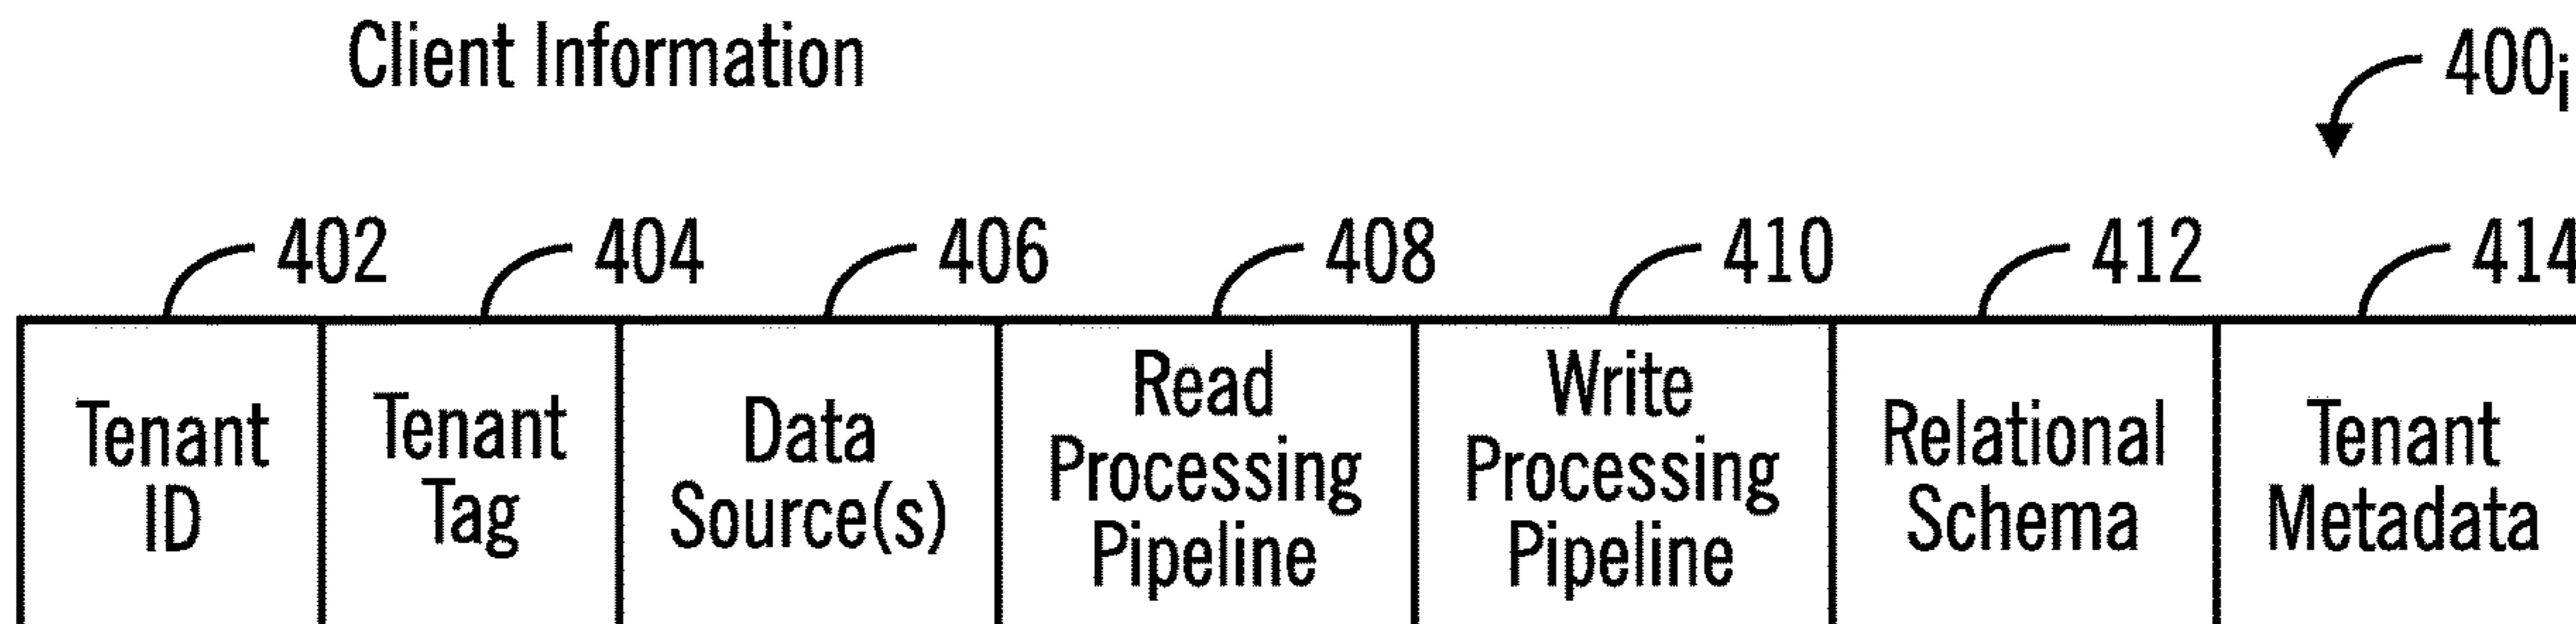 Client Information
400i
402
404
406
408
410
412
414
Tenant
ID
Tenant
Tag
Data
Source(s)
Read
Processing
Pipeline
Write
Processing
Pipeline
Relational
Schema
Tenant
Metadata